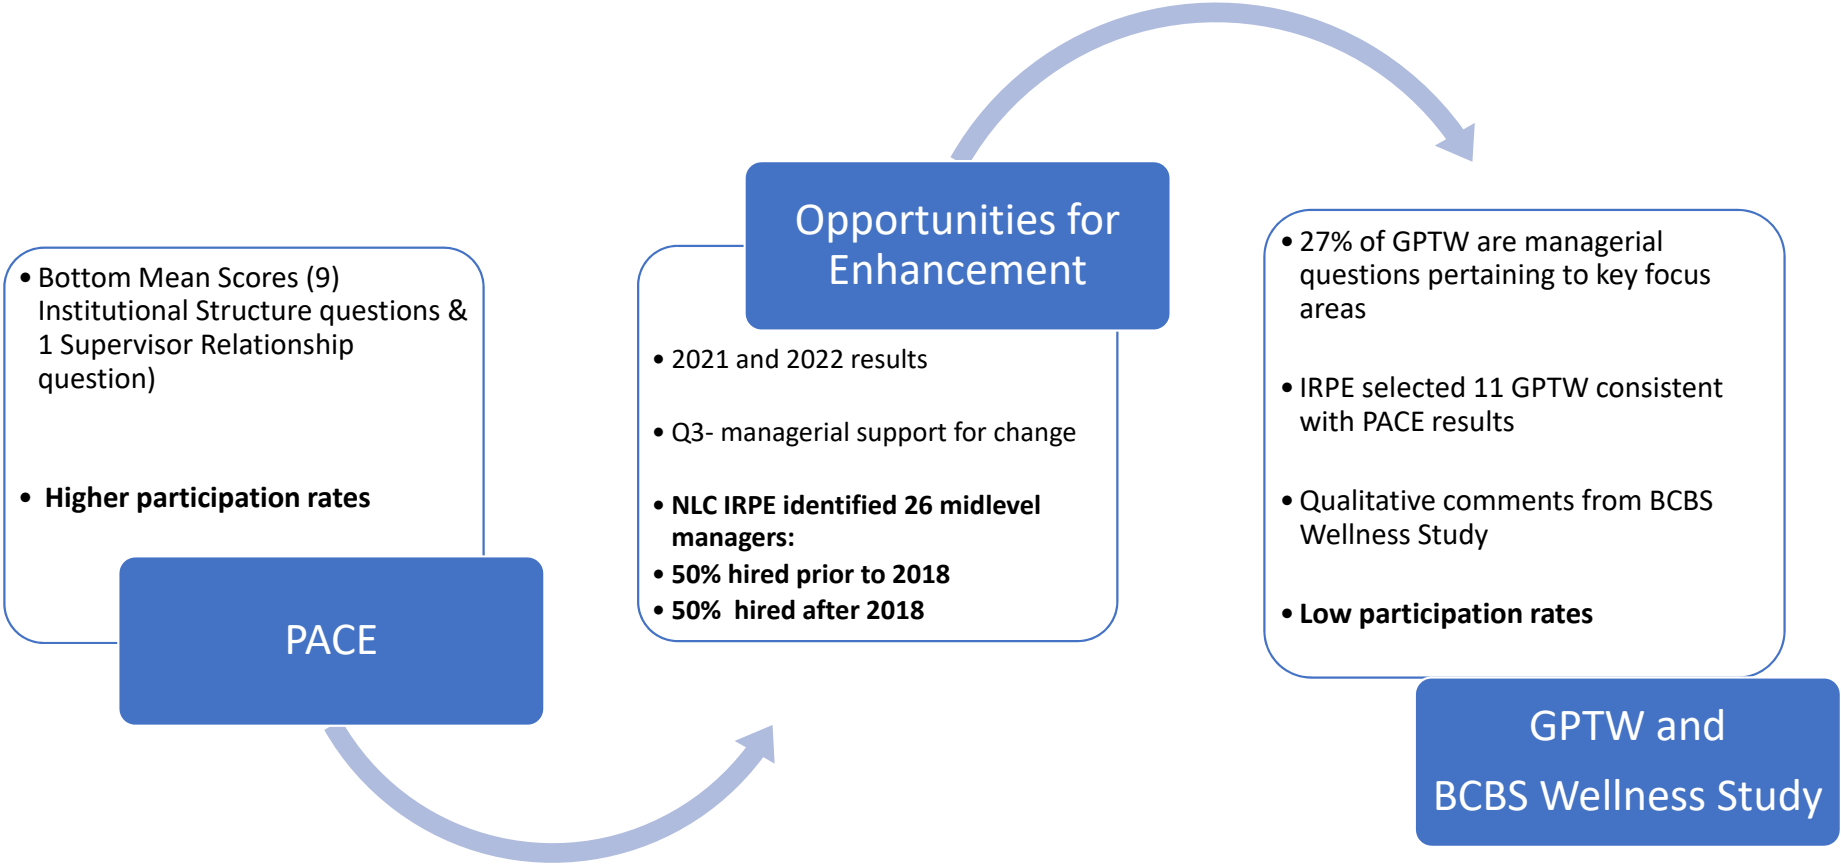 • Bottom Mean Scores (9)
Institutional Structure questions &
1 Supervisor Relationship
question)
• Higher participation rates
PACE
Opportunities for
Enhancement
• 2021 and 2022 results
• Q3- managerial support for change
• NLC IRPE identified 26 midlevel
managers:
• 50% hired prior to 2018
• 50% hired after 2018
• 27% of GPTW are managerial
questions pertaining to key focus
areas
• IRPE selected 11 GPTW consistent
with PACE results
• Qualitative comments from BCBS
Wellness Study
• Low participation rates
GPTW and
BCBS Wellness Study